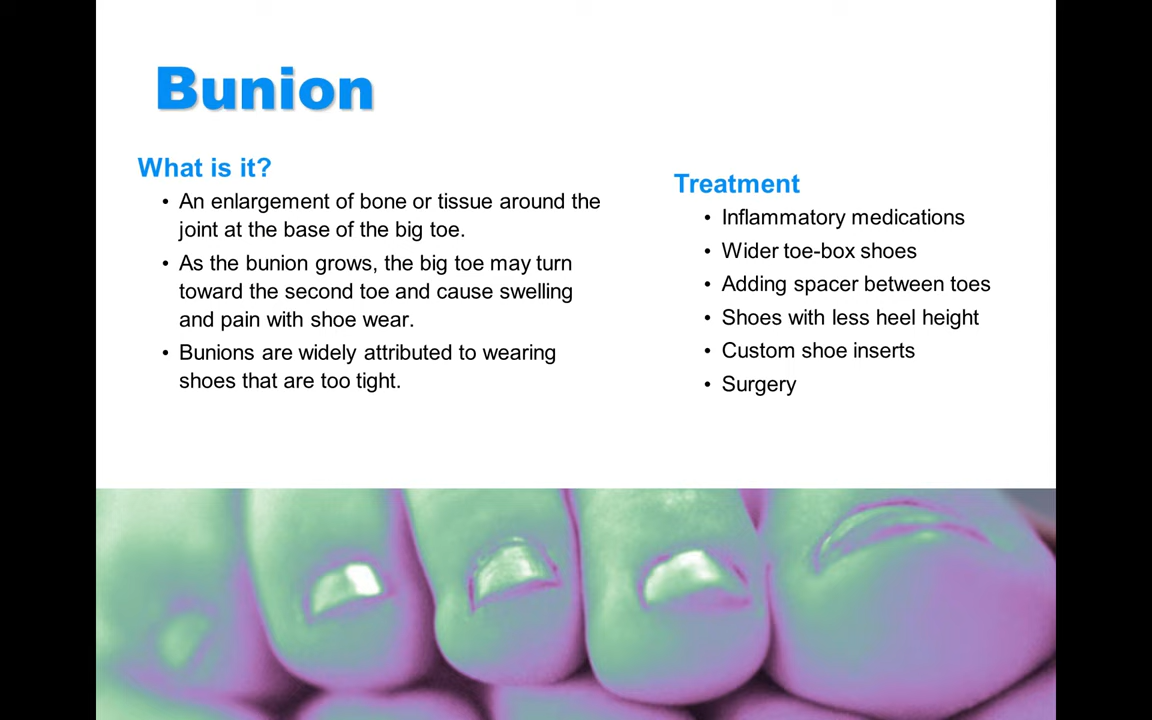 Bunion
What is it?
• An enlargement of bone or tissue around the
joint at the base of the big toe.
• As the bunion grows, the big toe may turn
toward the second toe and cause swelling
and pain with shoe wear.
• Bunions are widely attributed to wearing
shoes that are too tight.
Treatment
• Inflammatory medications
• Wider toe-box shoes
• Adding spacer between toes
• Shoes with less heel height
• Custom shoe inserts
• Surgery